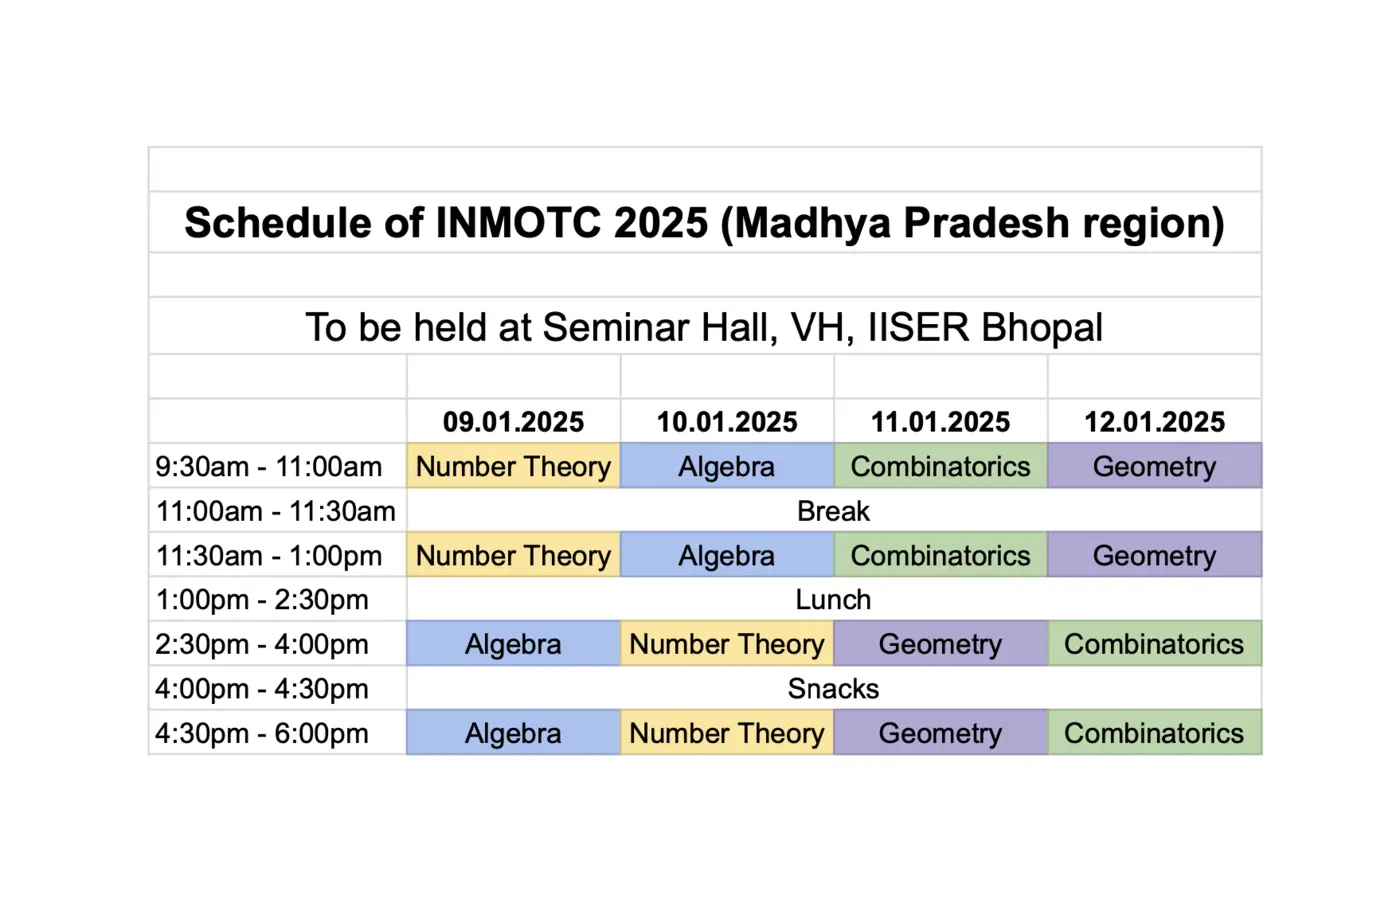 Schedule of INMOTC 2025 (Madhya Pradesh region)
To be held at Seminar Hall, VH, IISER Bhopal
09.01.2025 10.01.2025 11.01.2025 12.01.2025
9:30am - 11:00am Number Theory Algebra Combinatorics Geometry
11:00am - 11:30am Break
11:30am - 1:00pm Number Theory Algebra Combinatorics Geometry
1:00pm - 2:30pm Lunch
2:30pm - 4:00pm Algebra Number Theory Geometry Combinatorics
4:00pm - 4:30pm Snacks
4:30pm - 6:00pm Algebra Number Theory Geometry Combinatorics